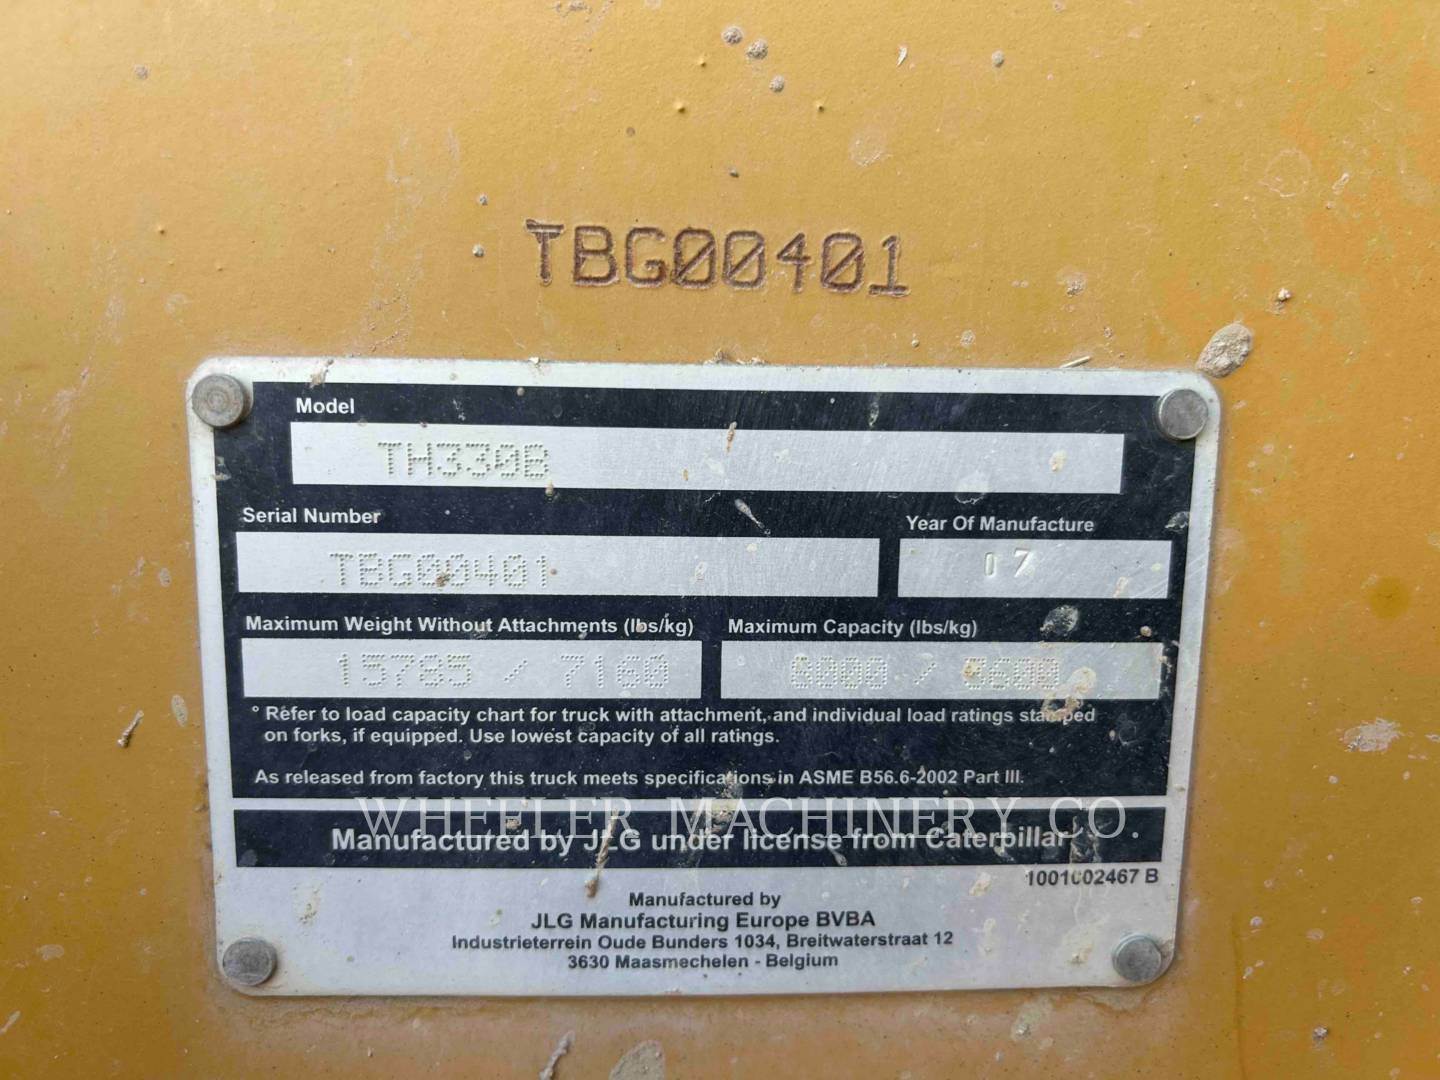 TBG00401
Model
TH330B
Serial Number
Year Of Manufacture
TBG00401
07
Maximum Weight Without Attachments (lbs/kg)
Maximum Capacity (lbs/kg)
15785 / 7160
8000 / 3600
° Refer to load capacity chart for truck with attachment, and individual load ratings stamped
on forks, if equipped. Use lowest capacity of all ratings.
As released from factory this truck meets specifications in ASME B56.6-2002 Part III.
WHEELER MACHINERY CO.
Manufactured by JLG under license from Caterpillar
1001002467 B
Manufactured by
JLG Manufacturing Europe BVBA
Industrieterrein Oude Bunders 1034, Breitwaterstraat 12
3630 Maasmechelen - Belgium